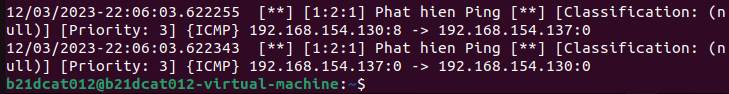 12/03/2023-22:06:03.622255  [**] [1:2:1] Phat hien Ping [**] [Classification: (n
ull)] [Priority: 3] {ICMP} 192.168.154.130:8 -> 192.168.154.137:0
12/03/2023-22:06:03.622343  [**] [1:2:1] Phat hien Ping [**] [Classification: (n
ull)] [Priority: 3] {ICMP} 192.168.154.137:0 -> 192.168.154.130:0
b21dcat012@b21dcat012-virtual-machine:~$